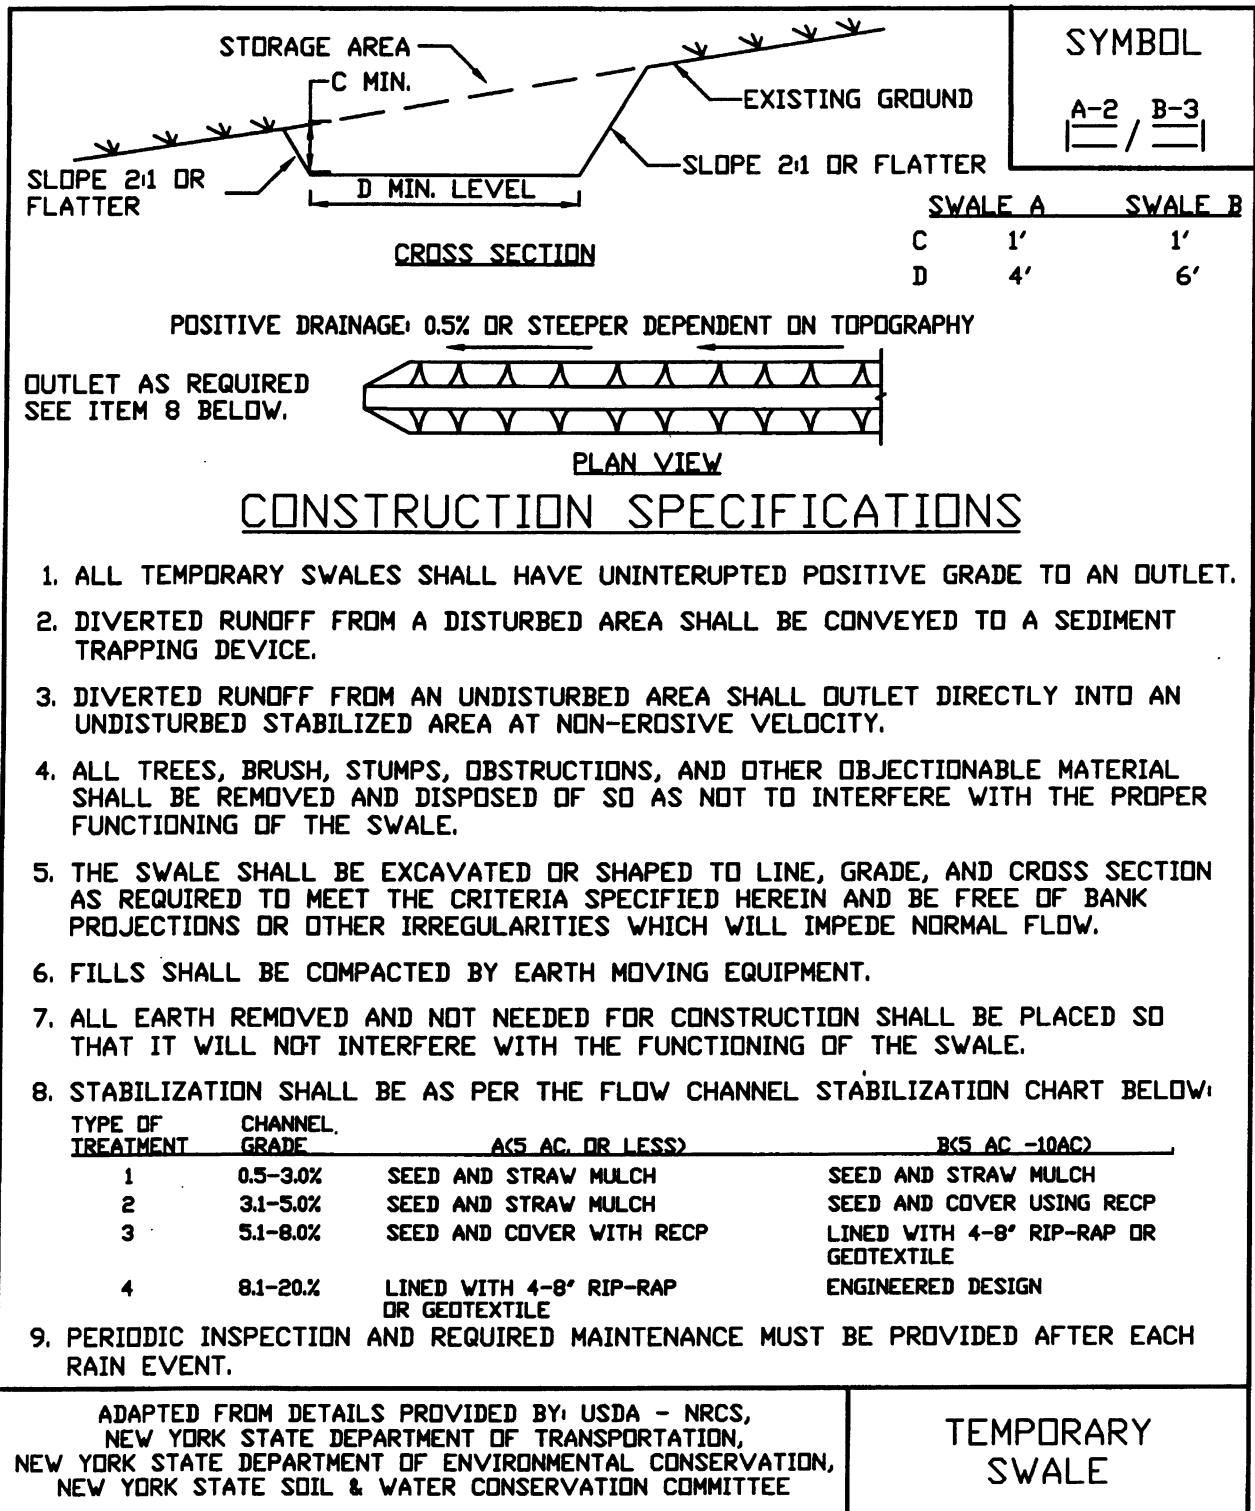 STORAGE AREA
C MIN.
EXISTING GROUND
SLOPE 2:1 OR
FLATTER
SLOPE 2:1 OR FLATTER
D MIN. LEVEL
CROSS SECTION
SYMBOL
A-2 / B-3
SWALE A SWALE B
C 1' 1'
D 4' 6'
POSITIVE DRAINAGE: 0.5% OR STEEPER DEPENDENT ON TOPOGRAPHY
OUTLET AS REQUIRED
SEE ITEM 8 BELOW.
PLAN VIEW
CONSTRUCTION SPECIFICATIONS
1. ALL TEMPORARY SWALES SHALL HAVE UNINTERUPTED POSITIVE GRADE TO AN OUTLET.
2. DIVERTED RUNOFF FROM A DISTURBED AREA SHALL BE CONVEYED TO A SEDIMENT
TRAPPING DEVICE.
3. DIVERTED RUNOFF FROM AN UNDISTURBED AREA SHALL OUTLET DIRECTLY INTO AN
UNDISTURBED STABILIZED AREA AT NON-EROSIVE VELOCITY.
4. ALL TREES, BRUSH, STUMPS, OBSTRUCTIONS, AND OTHER OBJECTIONABLE MATERIAL
SHALL BE REMOVED AND DISPOSED OF SO AS NOT TO INTERFERE WITH THE PROPER
FUNCTIONING OF THE SWALE.
5. THE SWALE SHALL BE EXCAVATED OR SHAPED TO LINE, GRADE, AND CROSS SECTION
AS REQUIRED TO MEET THE CRITERIA SPECIFIED HEREIN AND BE FREE OF BANK
PROJECTIONS OR OTHER IRREGULARITIES WHICH WILL IMPEDE NORMAL FLOW.
6. FILLS SHALL BE COMPACTED BY EARTH MOVING EQUIPMENT.
7. ALL EARTH REMOVED AND NOT NEEDED FOR CONSTRUCTION SHALL BE PLACED SO
THAT IT WILL NOT INTERFERE WITH THE FUNCTIONING OF THE SWALE.
8. STABILIZATION SHALL BE AS PER THE FLOW CHANNEL STABILIZATION CHART BELOW:
TYPE OF CHANNEL
TREATMENT GRADE A(5 AC. OR LESS) B(5 AC -10AC)
1 0.5-3.0% SEED AND STRAW MULCH SEED AND STRAW MULCH
2 3.1-5.0% SEED AND STRAW MULCH SEED AND COVER USING RECP
3 5.1-8.0% SEED AND COVER WITH RECP LINED WITH 4-8" RIP-RAP OR
GEOTEXTILE
4 8.1-20.% LINED WITH 4-8" RIP-RAP ENGINEERED DESIGN
OR GEOTEXTILE
9. PERIODIC INSPECTION AND REQUIRED MAINTENANCE MUST BE PROVIDED AFTER EACH
RAIN EVENT.
ADAPTED FROM DETAILS PROVIDED BY: USDA - NRCS,
NEW YORK STATE DEPARTMENT OF TRANSPORTATION,
NEW YORK STATE DEPARTMENT OF ENVIRONMENTAL CONSERVATION,
NEW YORK STATE SOIL & WATER CONSERVATION COMMITTEE
TEMPORARY
SWALE